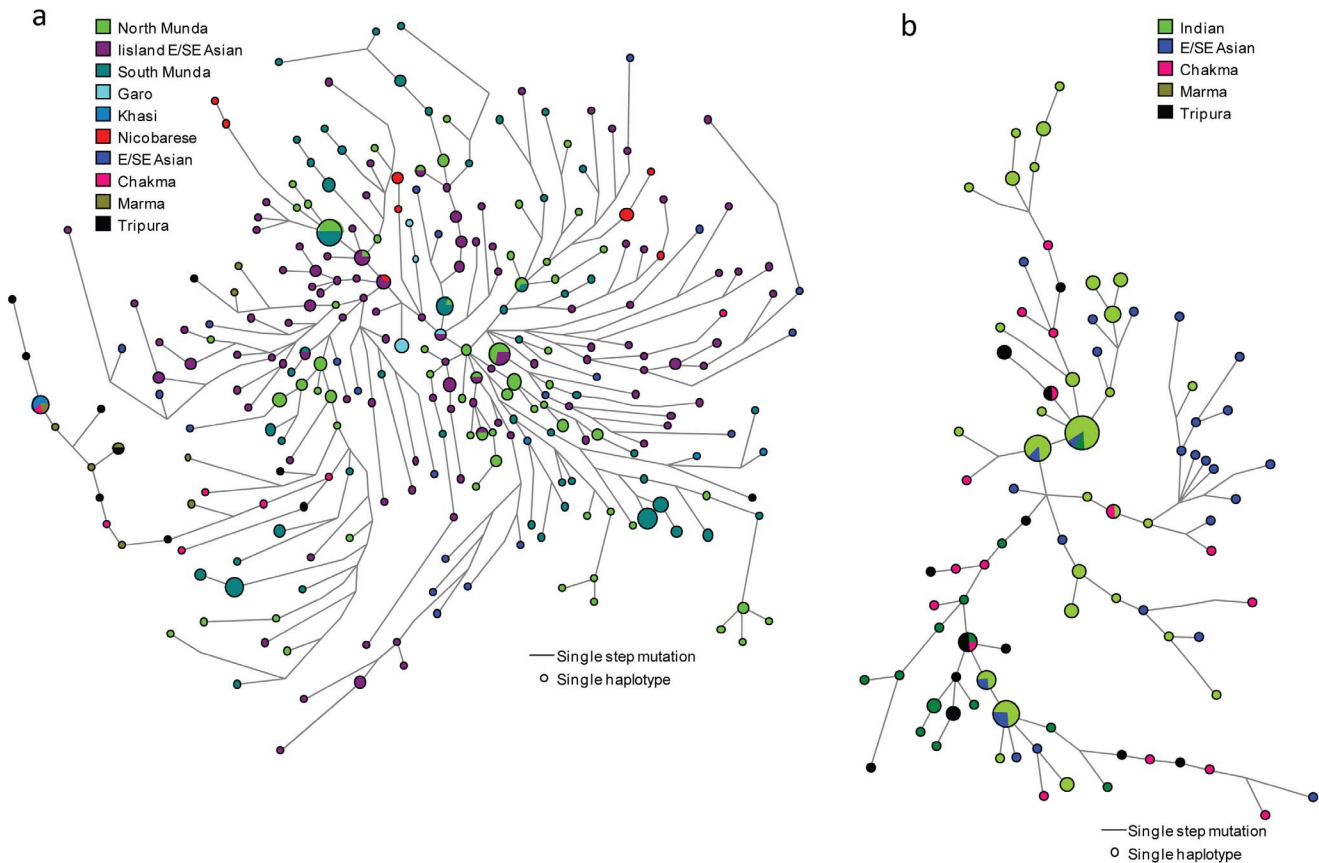 a
North Munda
Iisland E/SE Asian
South Munda
Garo
Khasi
Nicobarese
E/SE Asian
Chakma
Marma
Tripura
Single step mutation
Single haplotype
b
Indian
E/SE Asian
Chakma
Marma
Tripura
Single step mutation
Single haplotype